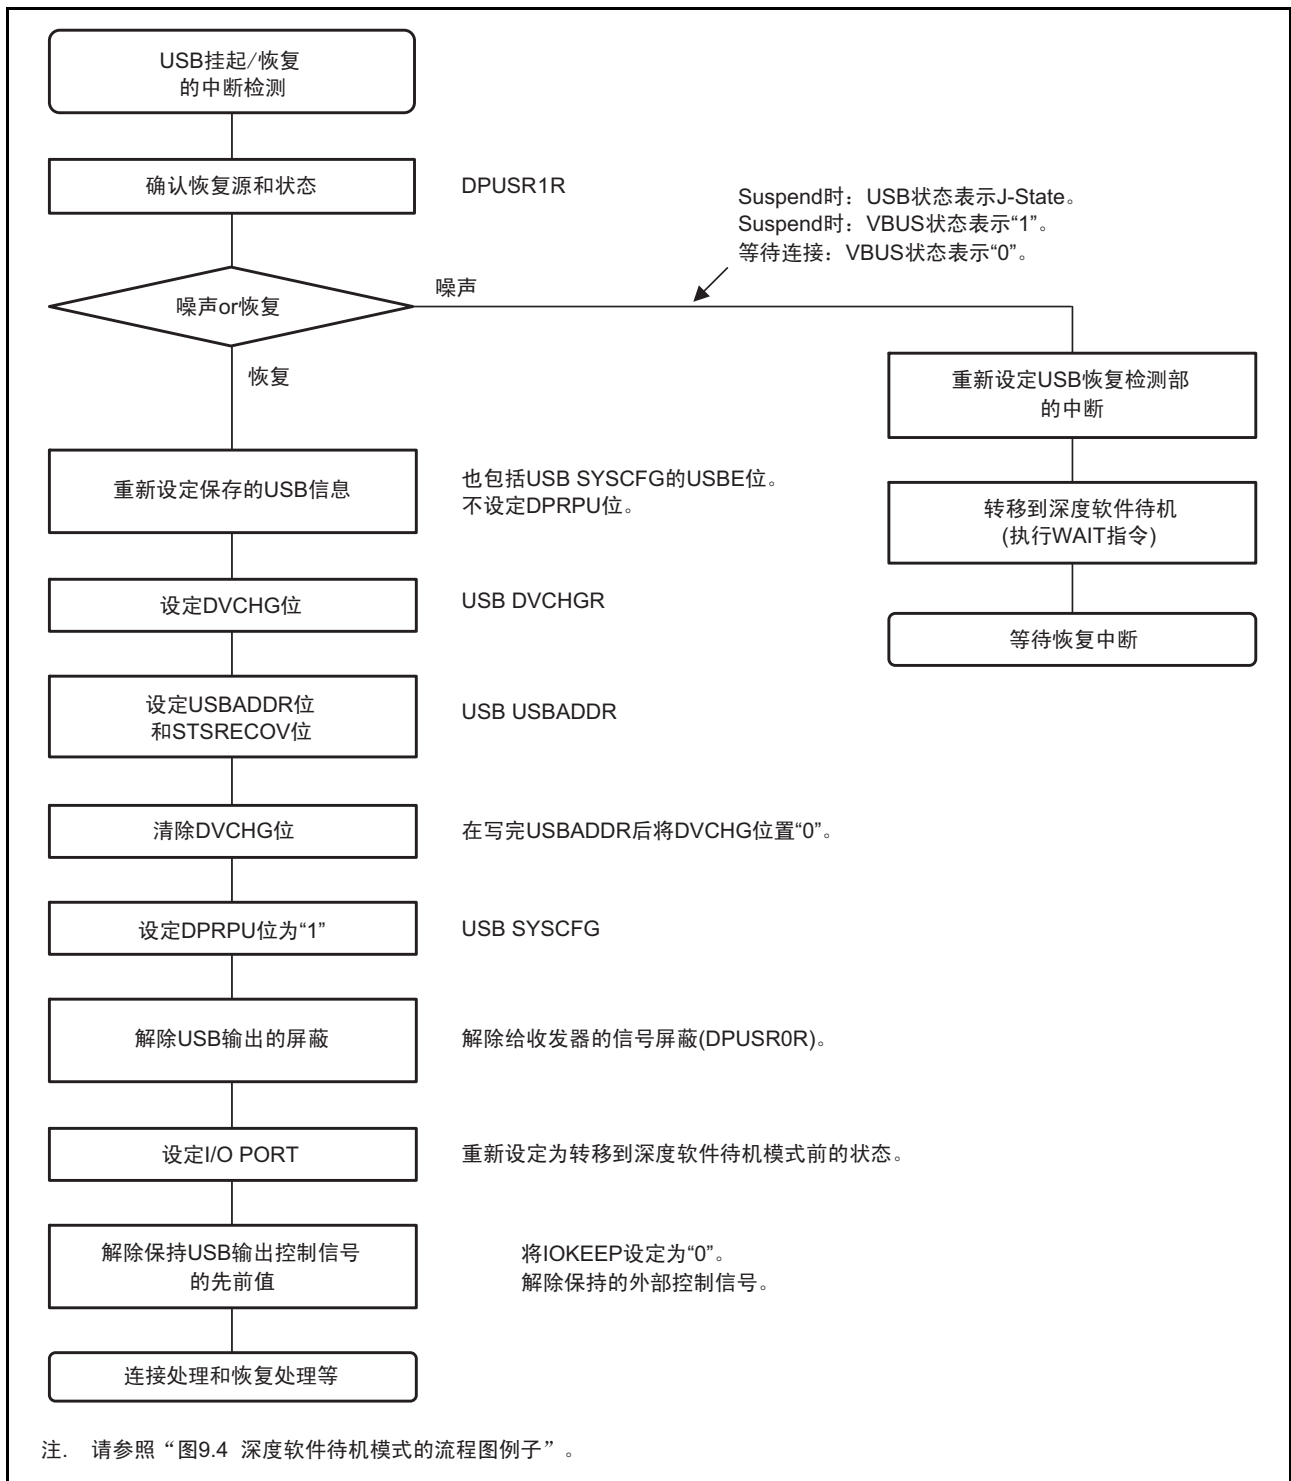 USB挂起/恢复
的中断检测
确认恢复源和状态
DPUSR1R
Suspend时：USB状态表示J-State。
Suspend时：VBUS状态表示“1”。
等待连接：VBUS状态表示“0”。
噪声or恢复
噪声
恢复
重新设定USB恢复检测部
的中断
转移到深度软件待机
(执行WAIT指令)
等待恢复中断
重新设定保存的USB信息
也包括USB SYSCFG的USBE位。
不设定DPRPU位。
设定DVCHG位
USB DVCHGR
设定USBADDR位
和STSRECOV位
USB USBADDR
清除DVCHG位
在写完USBADDR后将DVCHG位置“0”。
设定DPRPU位为“1”
USB SYSCFG
解除USB输出的屏蔽
解除给收发器的信号屏蔽(DPUSR0R)。
设定I/O PORT
重新设定为转移到深度软件待机模式前的状态。
解除保持USB输出控制信号
的先前值
将IOKEEP设定为“0”。
解除保持的外部控制信号。
连接处理和恢复处理等
注. 请参照“图9.4 深度软件待机模式的流程图例子”。